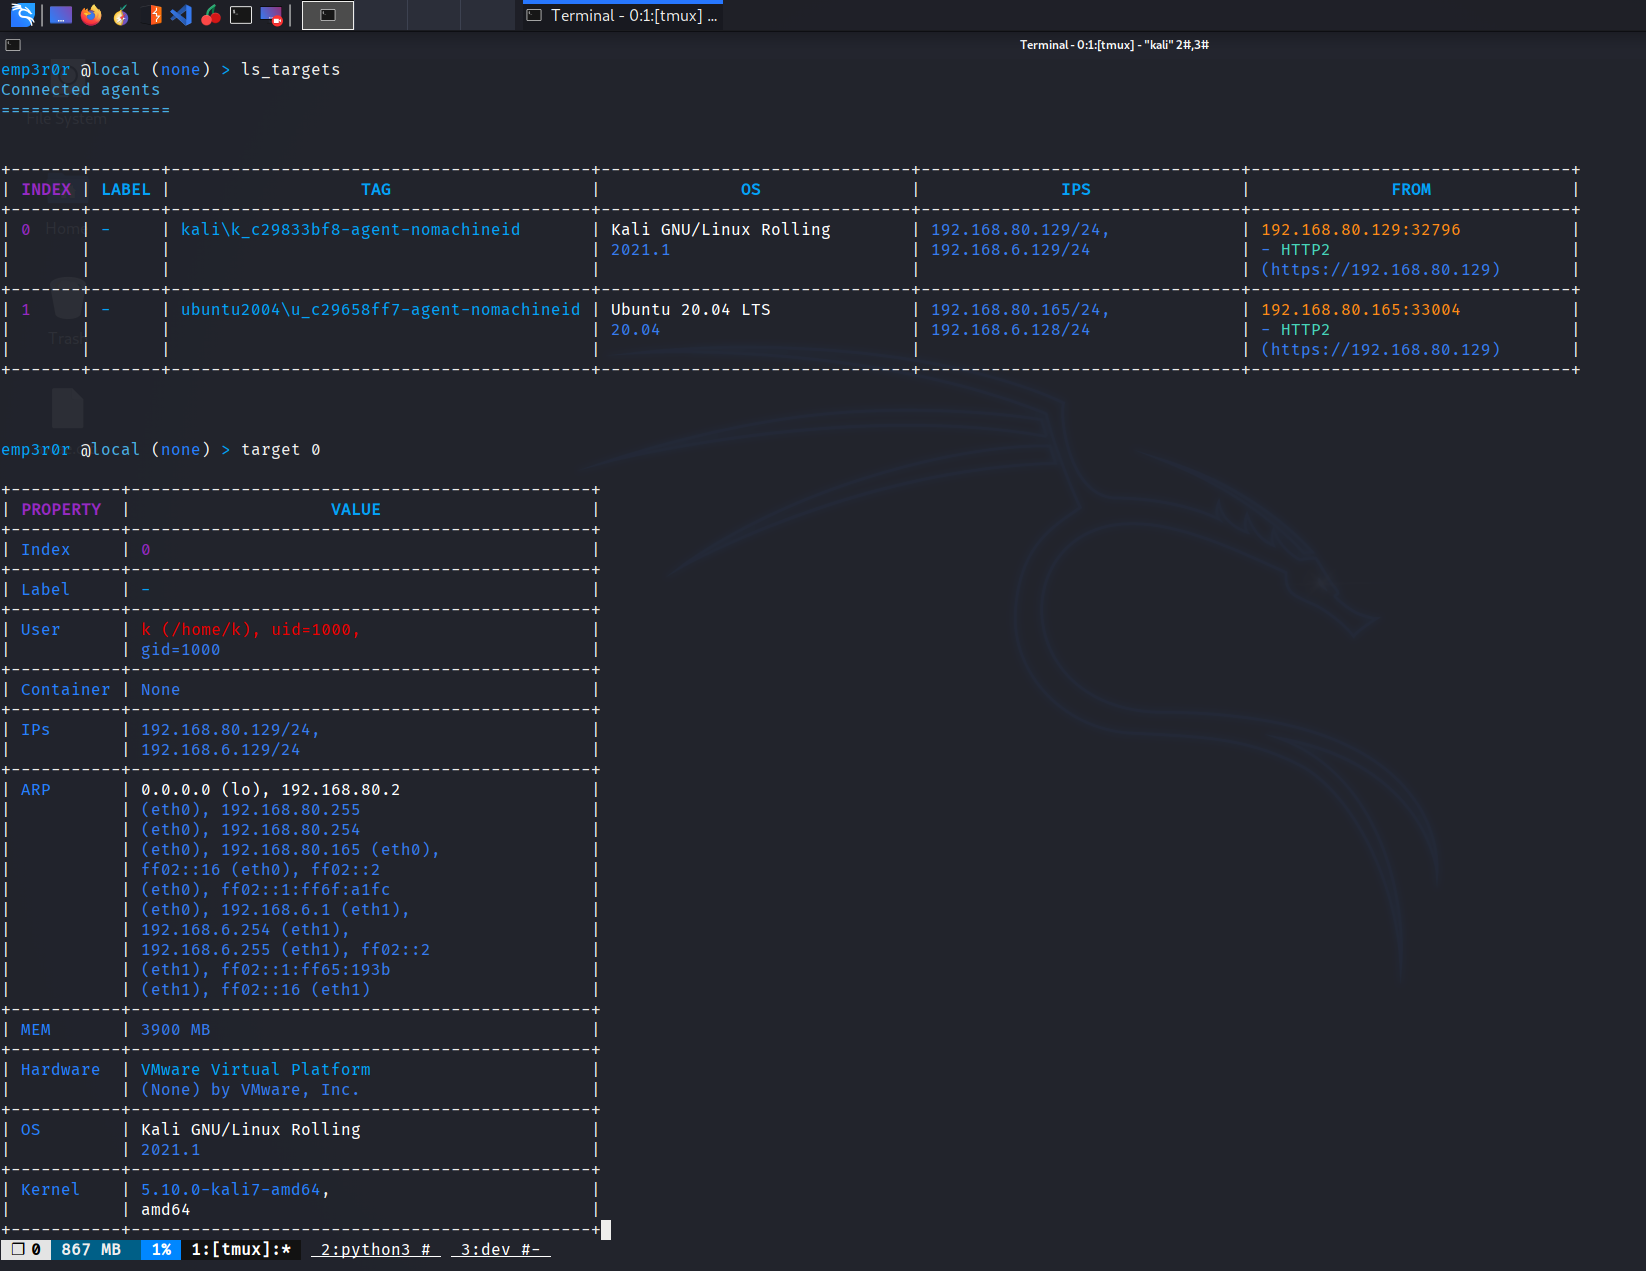 Terminal - 0:1:[tmux] ...
Terminal - 0:1:[tmux] - "kali" 2#,3#
emp3r0r @local (none) > ls_targets
Connected agents
=================
File System
+-------+-------+------------------------------------------+-------------------------------+--------------------------------+--------------------------------+
| INDEX | LABEL | TAG | OS | IPS | FROM |
+-------+-------+------------------------------------------+-------------------------------+--------------------------------+--------------------------------+
| 0 | - | kali\k_c29833bf8-agent-nomachineid | Kali GNU/Linux Rolling | 192.168.80.129/24, | 192.168.80.129:32796 |
Home
| | | | 2021.1 | 192.168.6.129/24 | - HTTP2 |
| | | | | | (https://192.168.80.129) |
+-------+-------+------------------------------------------+-------------------------------+--------------------------------+--------------------------------+
| 1 | - | ubuntu2004\u_c29658ff7-agent-nomachineid | Ubuntu 20.04 LTS | 192.168.80.165/24, | 192.168.80.165:33004 |
| | | | 20.04 | 192.168.6.128/24 | - HTTP2 |
Trash
| | | | | | (https://192.168.80.129) |
+-------+-------+------------------------------------------+-------------------------------+--------------------------------+--------------------------------+
emp3r0r @local (none) > target 0
+-----------+----------------------------------------------+
| PROPERTY | VALUE |
+-----------+----------------------------------------------+
| Index | 0 |
+-----------+----------------------------------------------+
| Label | - |
+-----------+----------------------------------------------+
| User | k (/home/k), uid=1000, |
| | gid=1000 |
+-----------+----------------------------------------------+
| Container | None |
+-----------+----------------------------------------------+
| IPs | 192.168.80.129/24, |
| | 192.168.6.129/24 |
+-----------+----------------------------------------------+
| ARP | 0.0.0.0 (lo), 192.168.80.2 |
| | (eth0), 192.168.80.255 |
| | (eth0), 192.168.80.254 |
| | (eth0), 192.168.80.165 (eth0), |
| | ff02::16 (eth0), ff02::2 |
| | (eth0), ff02::1:ff6f:a1fc |
| | (eth0), 192.168.6.1 (eth1), |
| | 192.168.6.254 (eth1), |
| | 192.168.6.255 (eth1), ff02::2 |
| | (eth1), ff02::1:ff65:193b |
| | (eth1), ff02::16 (eth1) |
+-----------+----------------------------------------------+
| MEM | 3900 MB |
+-----------+----------------------------------------------+
| Hardware | VMware Virtual Platform |
| | (None) by VMware, Inc. |
+-----------+----------------------------------------------+
| OS | Kali GNU/Linux Rolling |
| | 2021.1 |
+-----------+----------------------------------------------+
| Kernel | 5.10.0-kali7-amd64, |
| | amd64 |
+-----------+----------------------------------------------+
❐ 0 867 MB 1% 1:[tmux]:* 2:python3 # 3:dev #-